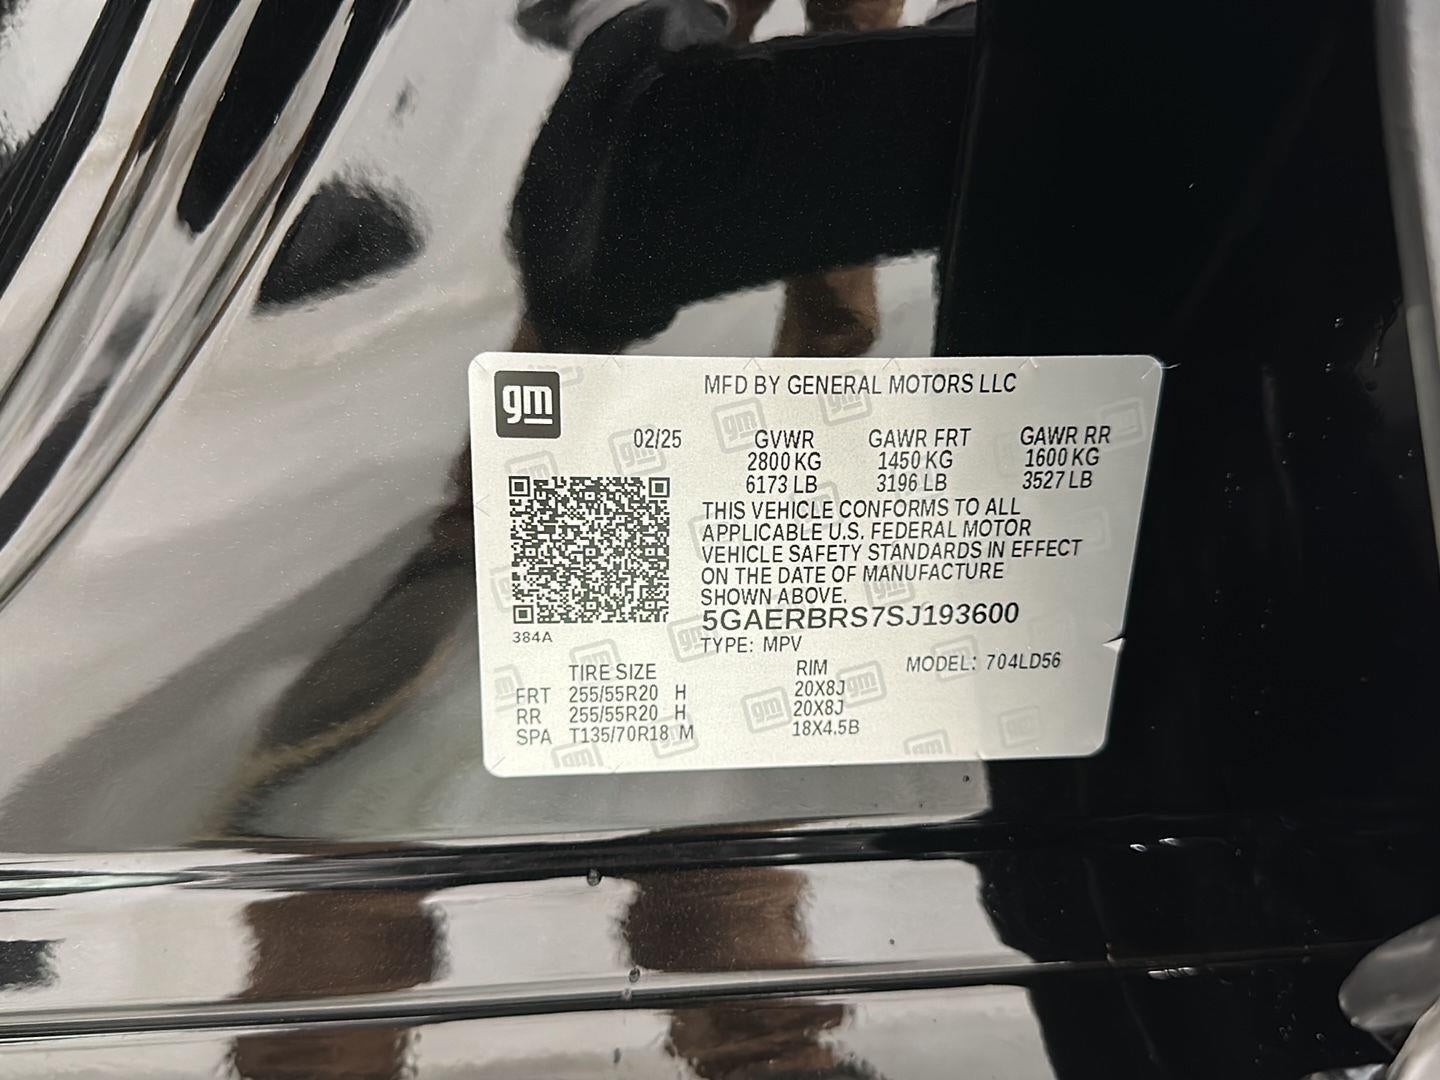 gm
MFD BY GENERAL MOTORS LLC
02/25 GVWR GAWR FRT GAWR RR
2800 KG 1450 KG 1600 KG
6173 LB 3196 LB 3527 LB
THIS VEHICLE CONFORMS TO ALL
APPLICABLE U.S. FEDERAL MOTOR
VEHICLE SAFETY STANDARDS IN EFFECT
ON THE DATE OF MANUFACTURE
SHOWN ABOVE.
5GAERBRS7SJ193600
384A
TYPE: MPV
TIRE SIZE RIM MODEL: 704LD56
FRT 255/55R20 H 20X8J
RR 255/55R20 H 20X8J
SPA T135/70R18 M 18X4.5B